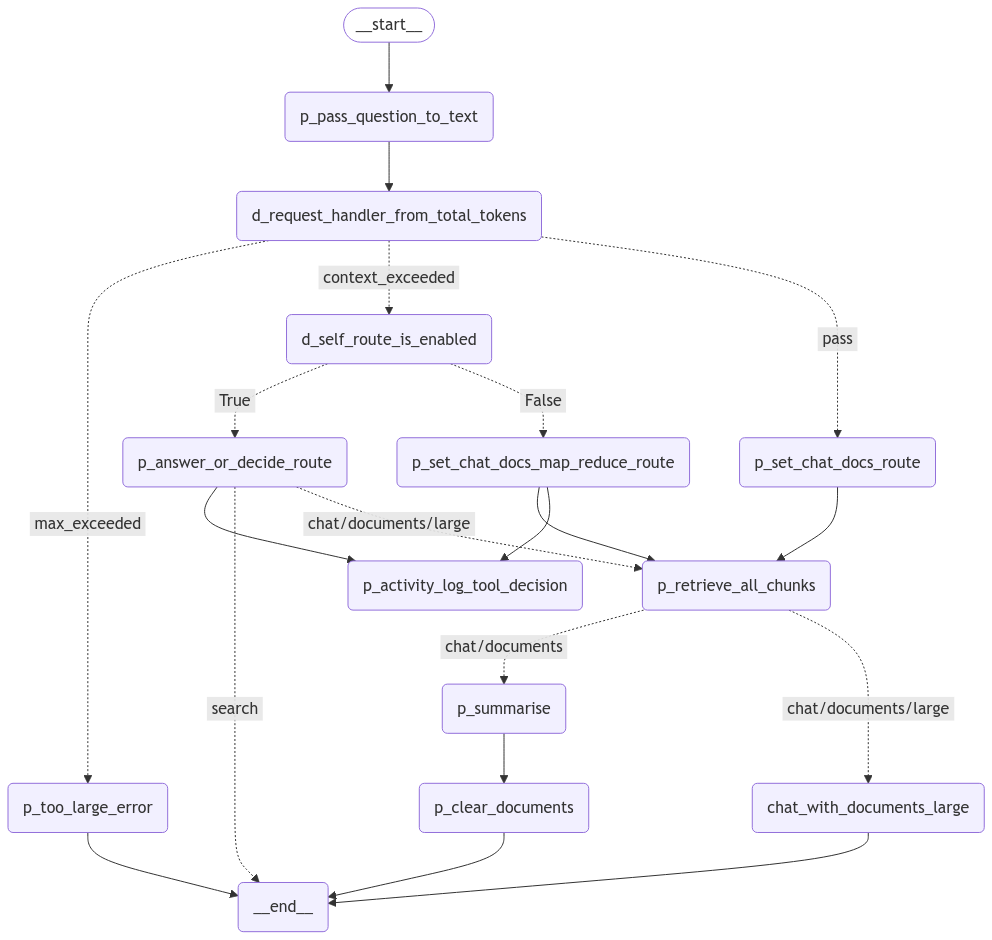 __start__
p_pass_question_to_text
d_request_handler_from_total_tokens
context_exceeded
d_self_route_is_enabled
pass
True
False
p_answer_or_decide_route
p_set_chat_docs_map_reduce_route
p_set_chat_docs_route
max_exceeded
chat/documents/large
p_activity_log_tool_decision
p_retrieve_all_chunks
chat/documents
search
p_summarise
chat/documents/large
p_too_large_error
p_clear_documents
chat_with_documents_large
__end__